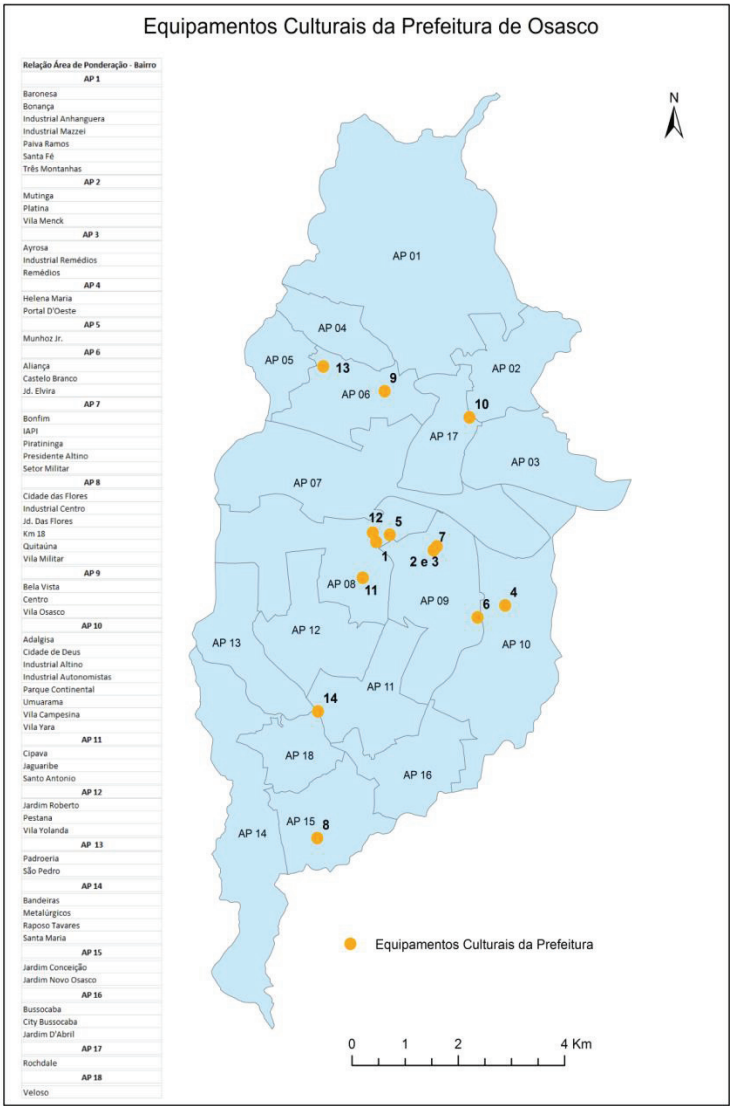 Equipamentos Culturais da Prefeitura de Osasco
Relação Área de Ponderação - Bairro
AP 1
Baronesa
Bonança
Industrial Anhanguera
Industrial Mazzei
Paiva Ramos
Santa Fé
Três Montanhas
AP 2
Mutinga
Platina
Vila Menck
AP 3
Ayrosa
Industrial Remédios
Remédios
AP 4
Helena Maria
Portal D'Oeste
AP 5
Munhoz Jr.
AP 6
Aliança
Castelo Branco
Jd. Elvira
AP 7
Bonfim
IAPI
Piratininga
Presidente Altino
Setor Militar
AP 8
Cidade das Flores
Industrial Centro
Jd. Das Flores
Km 18
Quitaúna
Vila Militar
AP 9
Bela Vista
Centro
Vila Osasco
AP 10
Adalgisa
Cidade de Deus
Industrial Altino
Industrial Autonomistas
Parque Continental
Umuarama
Vila Campesina
Vila Yara
AP 11
Cipava
Jaguaribe
Santo Antonio
AP 12
Jardim Roberto
Pestana
Vila Yolanda
AP 13
Padroeria
São Pedro
AP 14
Bandeiras
Metalúrgicos
Raposo Tavares
Santa Maria
AP 15
Jardim Conceição
Jardim Novo Osasco
AP 16
Bussocaba
City Bussocaba
Jardim D'Abril
AP 17
Rochdale
AP 18
Veloso
N
AP 01
AP 04
AP 05
13
AP 02
9
AP 06
10
AP 17
AP 03
AP 07
12
5
7
1
2 e 3
AP 08
11
AP 09
4
6
AP 12
AP 13
AP 10
AP 11
14
AP 18
AP 16
AP 15
8
AP 14
Equipamentos Culturais da Prefeitura
0 1 2 4 Km